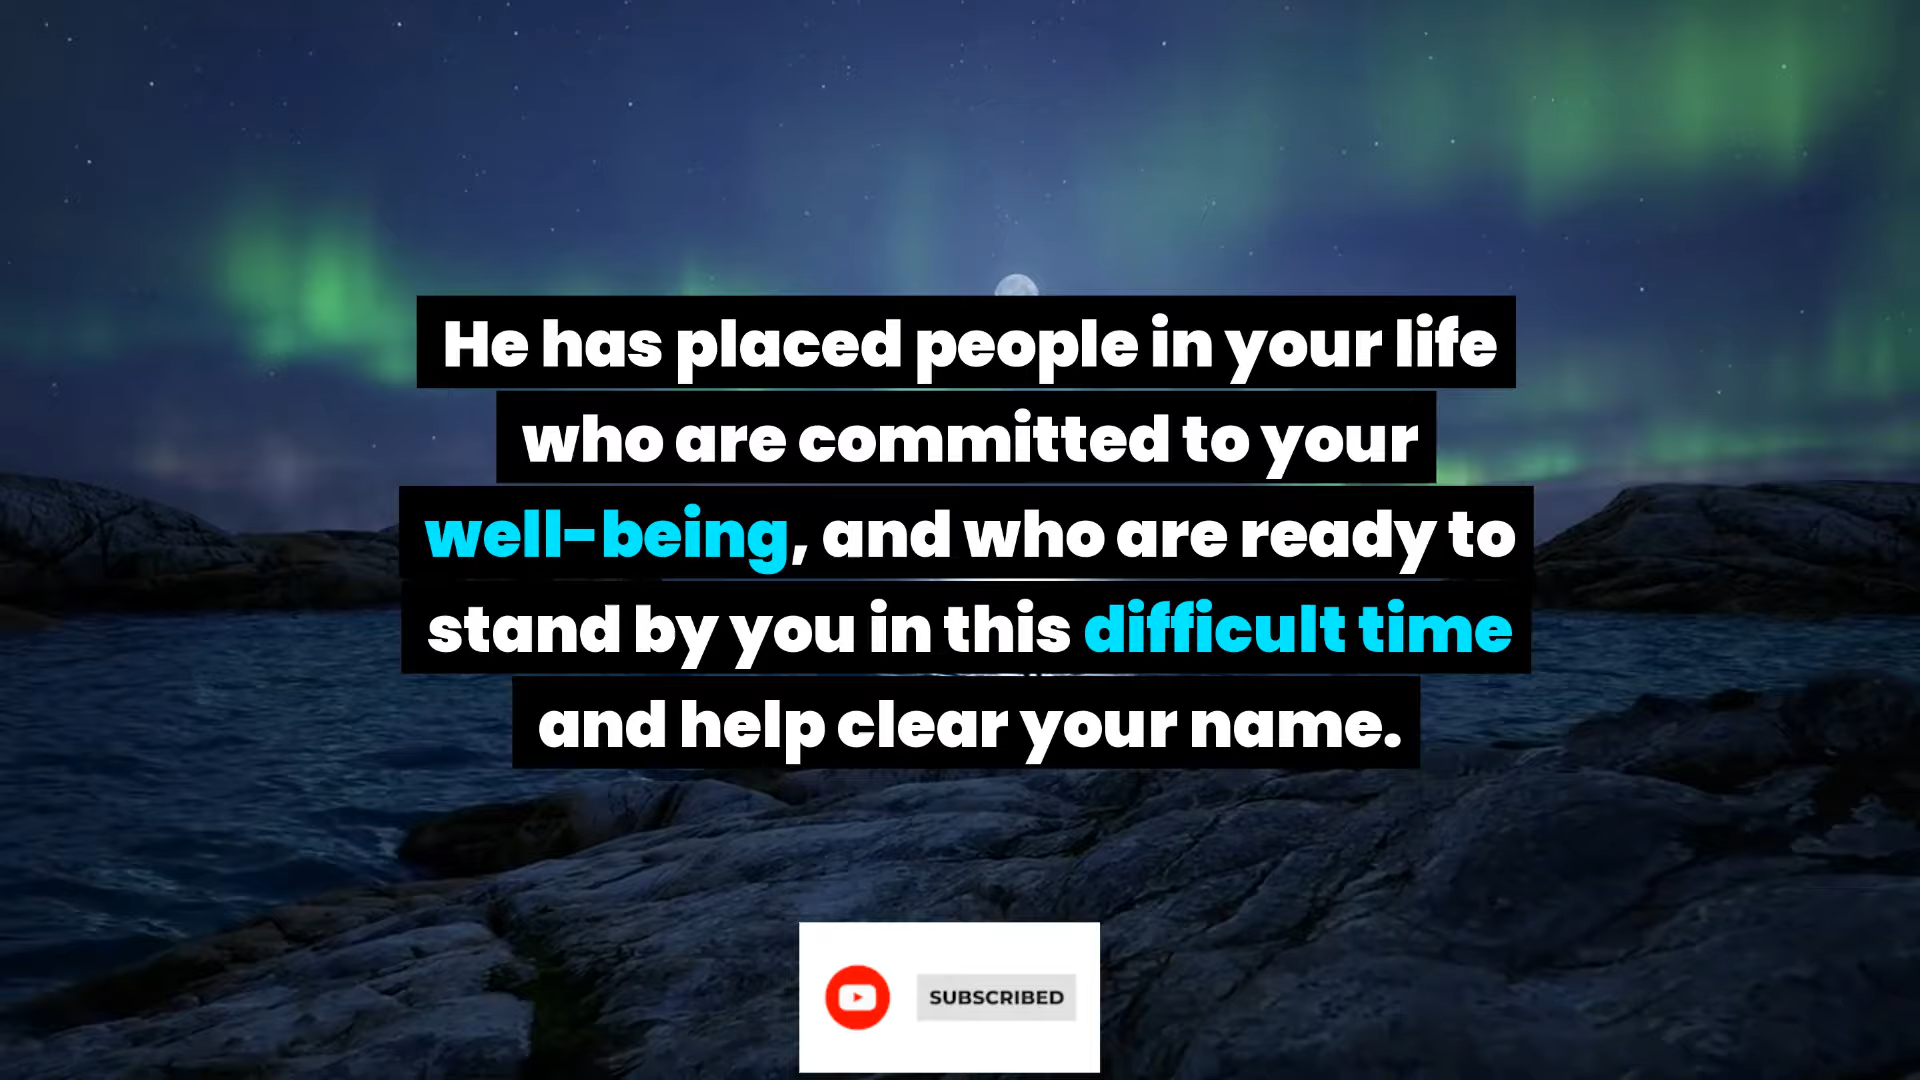 He has placed people in your life
who are committed to your
well-being, and who are ready to
stand by you in this difficult time
and help clear your name.
SUBSCRIBED